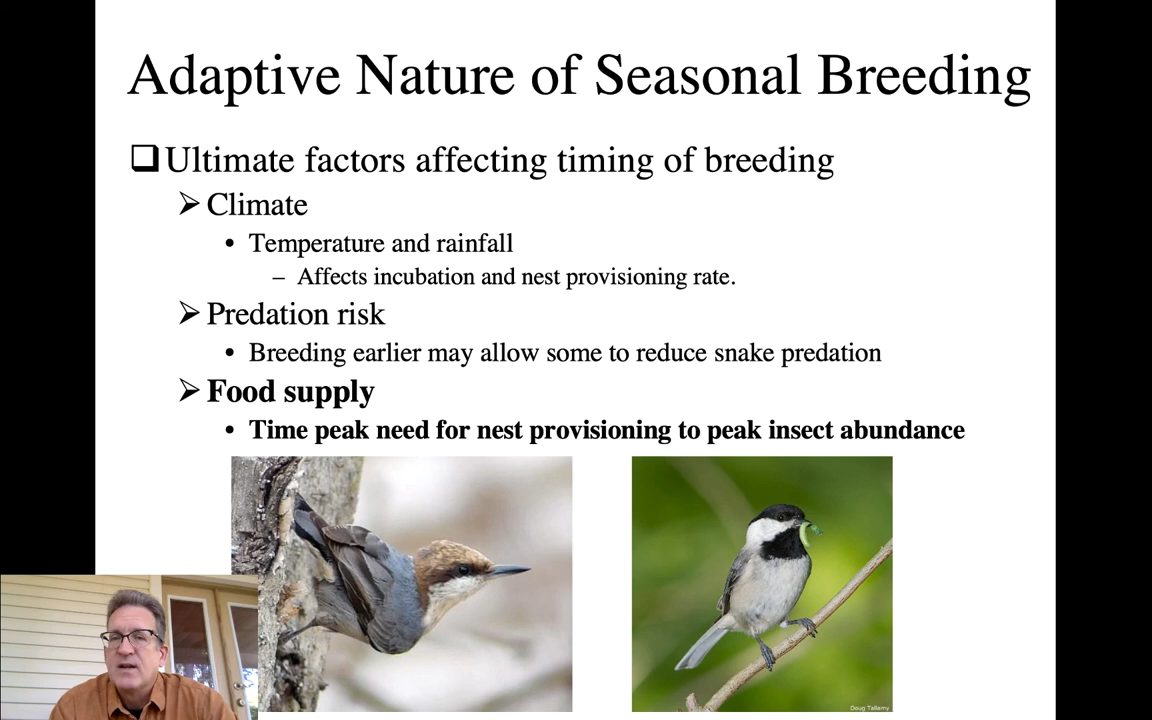 Adaptive Nature of Seasonal Breeding
❑Ultimate factors affecting timing of breeding
➢ Climate
• Temperature and rainfall
– Affects incubation and nest provisioning rate.
➢ Predation risk
• Breeding earlier may allow some to reduce snake predation
➢ Food supply
• Time peak need for nest provisioning to peak insect abundance
Doug Tallamy